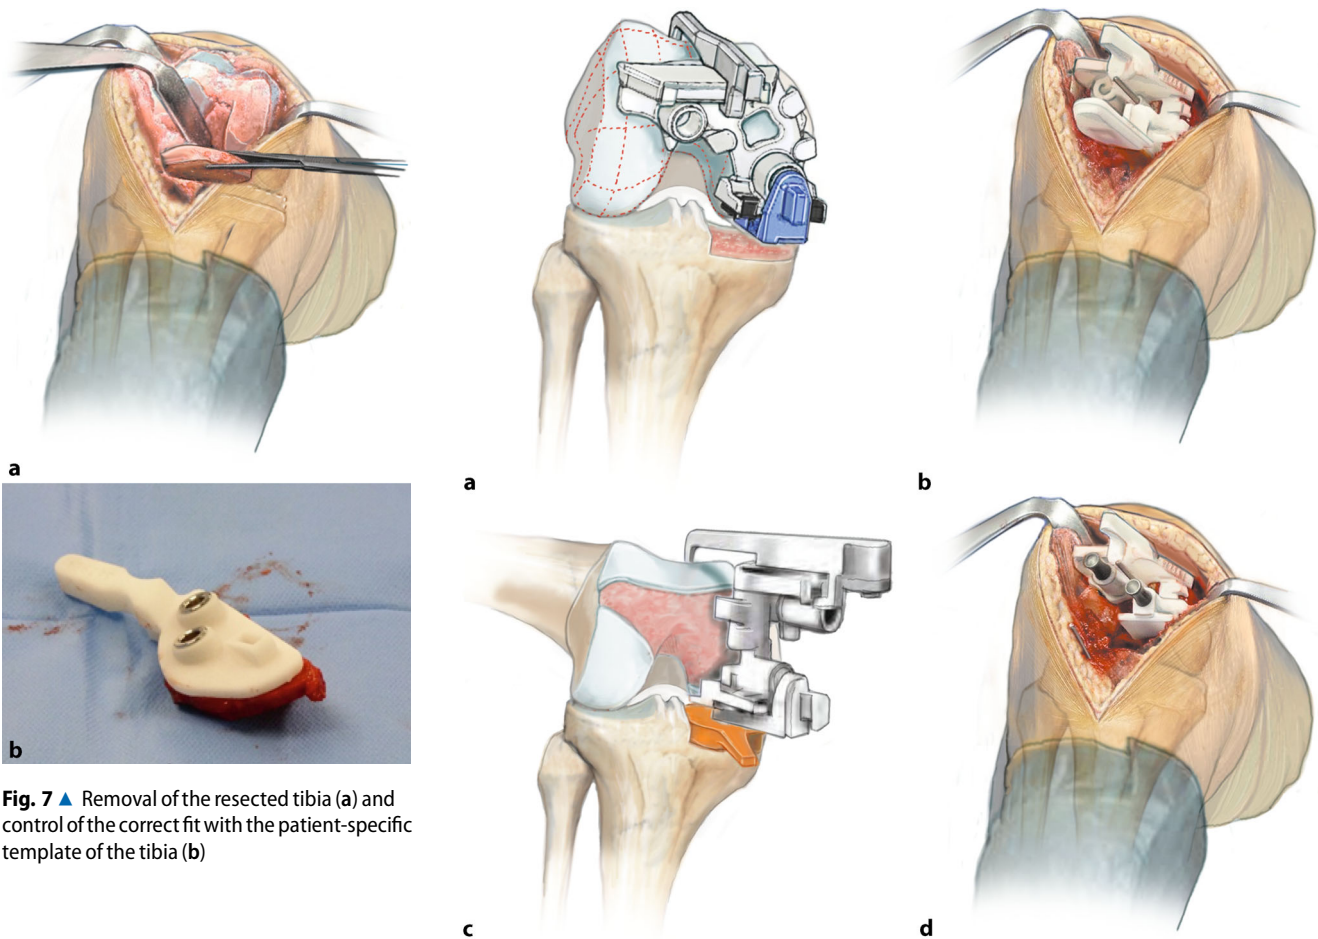 a
b
Fig. 7 ▲ Removal of the resected tibia (a) and
control of the correct fit with the patient-specific
template of the tibia (b)
a
b
c
d